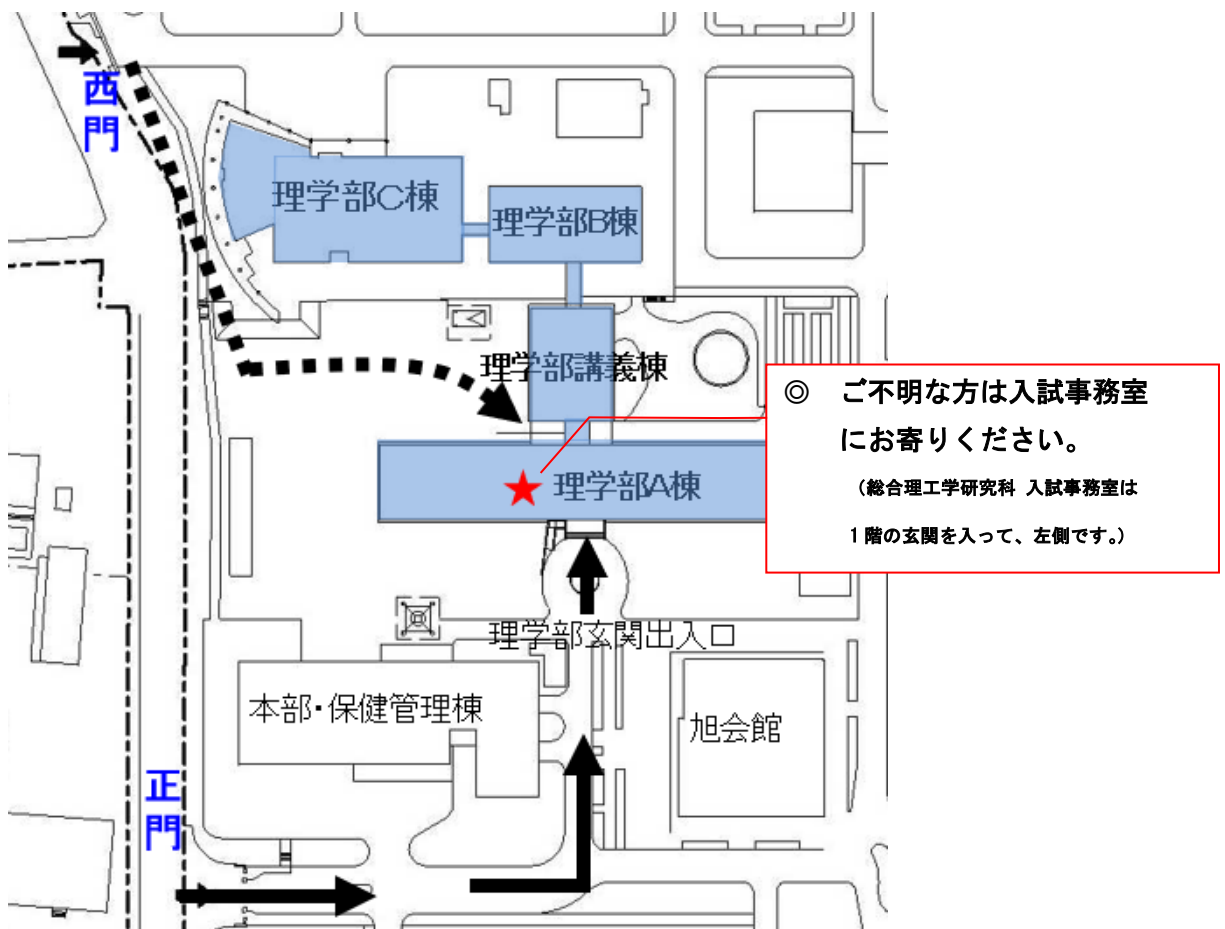 西門
理学部C棟
理学部B棟
理学部講義棟
◎ ご不明な方は入試事務室
にお寄りください。
（総合理工学研究科 入試事務室は
1階の玄関を入って、左側です。）
理学部A棟
理学部玄関出入口
本部・保健管理棟
旭会館
正門